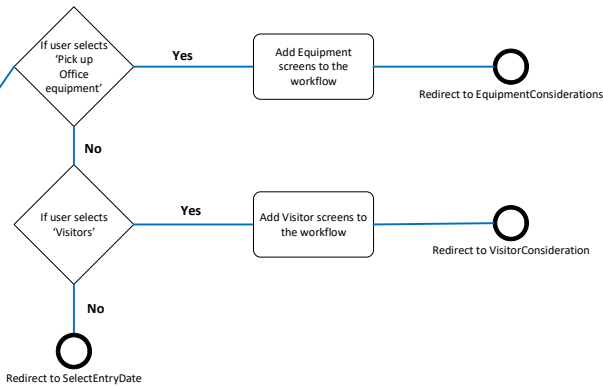 If user selects
‘Pick up
Office
equipment’
Yes
Add Equipment
screens to the
workflow
Redirect to EquipmentConsiderations
No
If user selects
‘Visitors’
Yes
Add Visitor screens to
the workflow
Redirect to VisitorConsideration
No
Redirect to SelectEntryDate